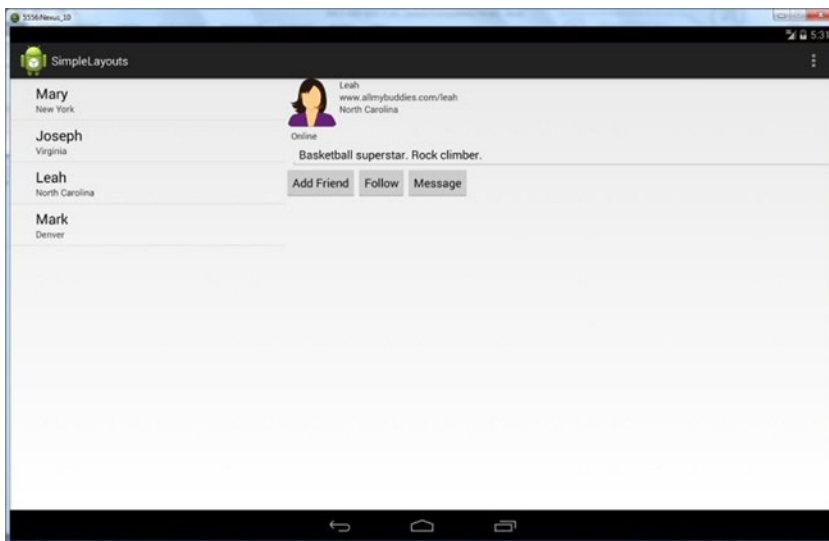 5556:Nexus_10
5:31
SimpleLayouts
Mary
New York
Joseph
Virginia
Leah
North Carolina
Mark
Denver
Leah
www.allmybuddies.com/leah
North Carolina
Online
Basketball superstar. Rock climber.
Add Friend Follow Message